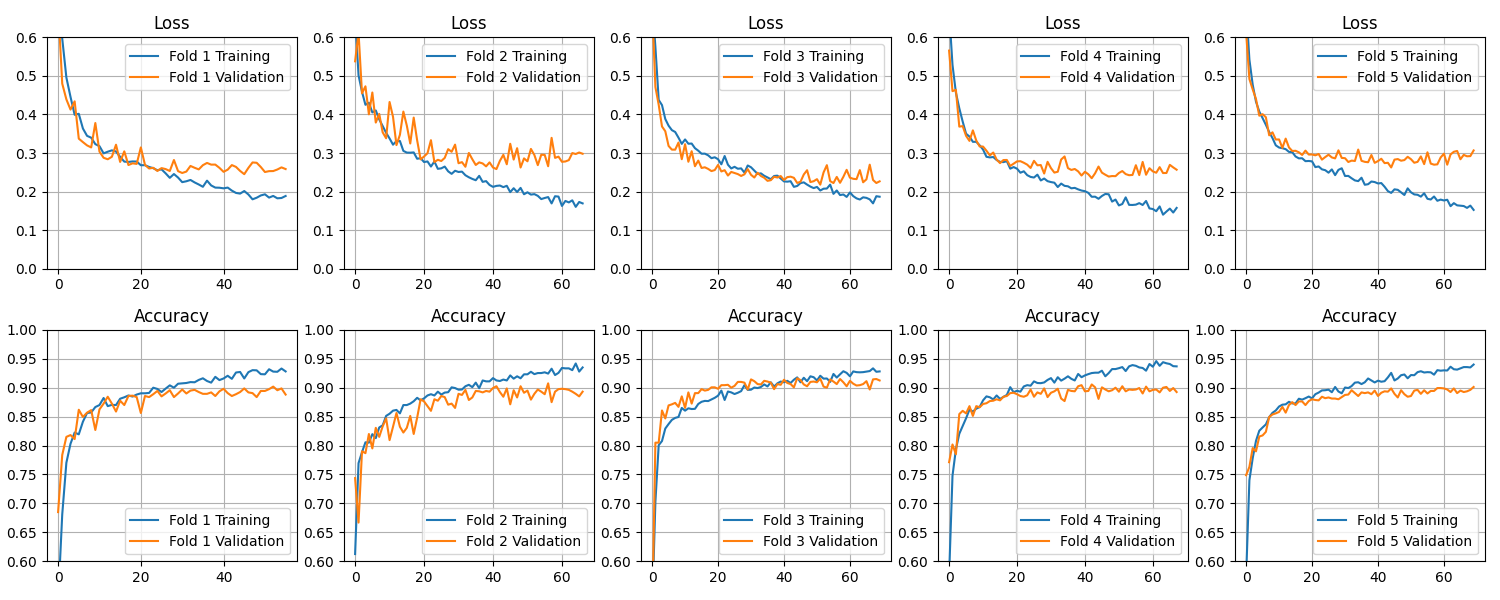 Loss Loss Loss Loss Loss
0.6 0.6 0.6 0.6 0.6
Fold 1 Training Fold 2 Training Fold 3 Training Fold 4 Training Fold 5 Training
Fold 1 Validation Fold 2 Validation Fold 3 Validation Fold 4 Validation Fold 5 Validation
0.5 0.5 0.5 0.5 0.5
0.4 0.4 0.4 0.4 0.4
0.3 0.3 0.3 0.3 0.3
0.2 0.2 0.2 0.2 0.2
0.1 0.1 0.1 0.1 0.1
0.0 0.0 0.0 0.0 0.0
0 20 40 0 20 40 60 0 20 40 60 0 20 40 60 0 20 40 60
Accuracy Accuracy Accuracy Accuracy Accuracy
1.00 1.00 1.00 1.00 1.00
0.95 0.95 0.95 0.95 0.95
0.90 0.90 0.90 0.90 0.90
0.85 0.85 0.85 0.85 0.85
0.80 0.80 0.80 0.80 0.80
0.75 0.75 0.75 0.75 0.75
0.70 0.70 0.70 0.70 0.70
Fold 1 Training Fold 2 Training Fold 3 Training Fold 4 Training Fold 5 Training
0.65 0.65 0.65 0.65 0.65
Fold 1 Validation Fold 2 Validation Fold 3 Validation Fold 4 Validation Fold 5 Validation
0.60 0.60 0.60 0.60 0.60
0 20 40 0 20 40 60 0 20 40 60 0 20 40 60 0 20 40 60